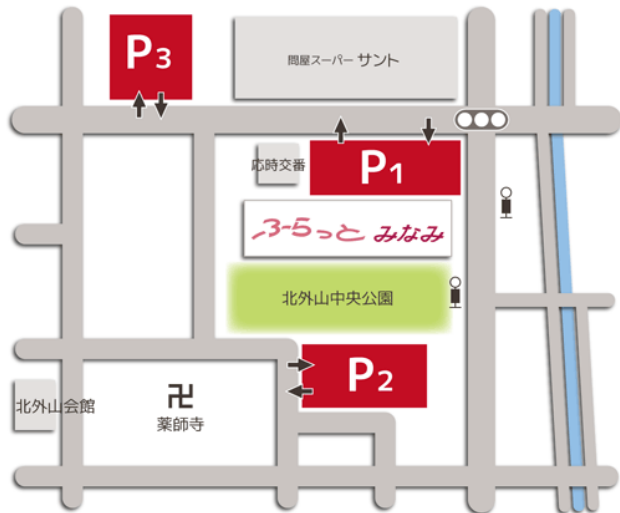 P3
問屋スーパー サント
応時交番
P1
ふらっと みなみ
北外山中央公園
P2
北外山会館
卍
薬師寺